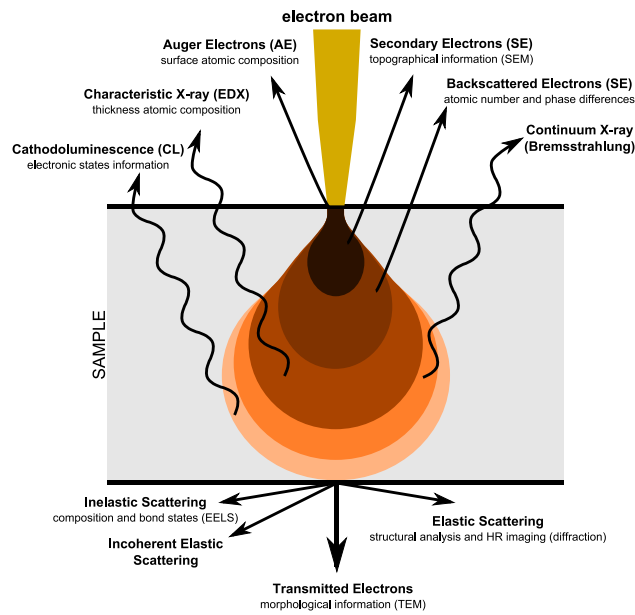 electron beam
Auger Electrons (AE)
surface atomic composition
Secondary Electrons (SE)
topographical information (SEM)
Characteristic X-ray (EDX)
thickness atomic composition
Backscattered Electrons (SE)
atomic number and phase differences
Cathodoluminescence (CL)
electronic states information
Continuum X-ray
(Bremsstrahlung)
SAMPLE
Inelastic Scattering
composition and bond states (EELS)
Incoherent Elastic
Scattering
Elastic Scattering
structural analysis and HR imaging (diffraction)
Transmitted Electrons
morphological information (TEM)